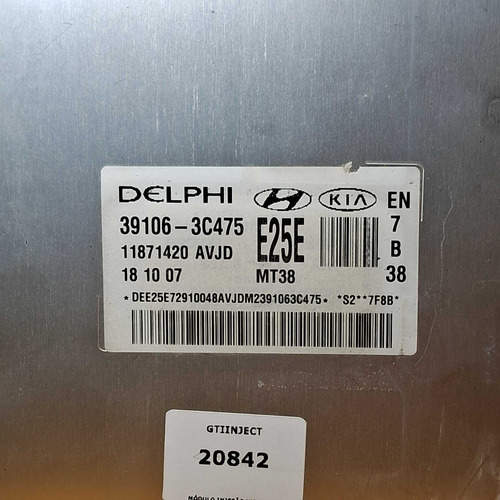 DELPHI KIA EN
39106-3C475 E25E 7
11871420 AVJD B
18 10 07 MT38 38
*DEE25E72910048AVJDM2391063C475* *S2**7F8B*
GTIINJECT
20842